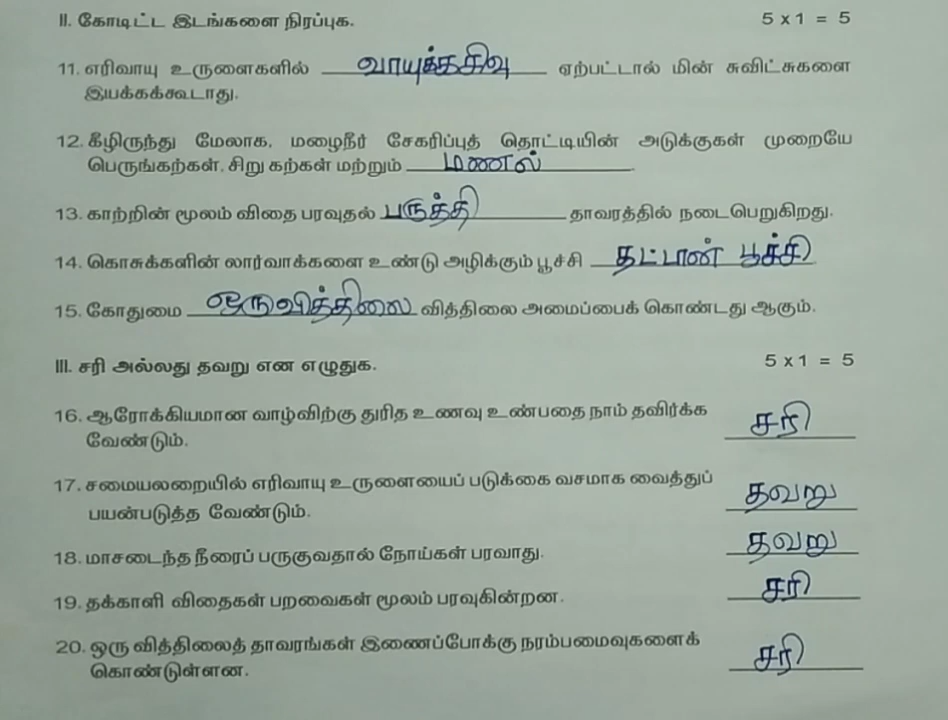 II. கோடிட்ட இடங்களை நிரப்புக. 5 x 1 = 5
11. எரிவாயு உருளைகளில் வாயுக்கசிவு ஏற்பட்டால் மின் சுவிட்சுகளை
இயக்கக்கூடாது.
12. கீழிருந்து மேலாக, மழைநீர் சேகரிப்புத் தொட்டியின் அடுக்குகள் முறையே
பெருங்கற்கள், சிறு கற்கள் மற்றும் மணல்.
13. காற்றின் மூலம் விதை பரவுதல் பருத்தி தாவரத்தில் நடைபெறுகிறது.
14. கொசுக்களின் லார்வாக்களை உண்டு அழிக்கும் பூச்சி தட்டான் பூச்சி
15. கோதுமை ஒருவித்திலை வித்திலை அமைப்பைக் கொண்டது ஆகும்.
III. சரி அல்லது தவறு என எழுதுக. 5 x 1 = 5
16. ஆரோக்கியமான வாழ்விற்கு துரித உணவு உண்பதை நாம் தவிர்க்க
வேண்டும். சரி
17. சமையலறையில் எரிவாயு உருளையைப் படுக்கை வசமாக வைத்துப்
பயன்படுத்த வேண்டும். தவறு
18. மாசடைந்த நீரைப் பருகுவதால் நோய்கள் பரவாது. தவறு
19. தக்காளி விதைகள் பறவைகள் மூலம் பரவுகின்றன. சரி
20. ஒரு வித்திலைத் தாவரங்கள் இணைப்போக்கு நரம்பமைவுகளைக்
கொண்டுள்ளன. சரி